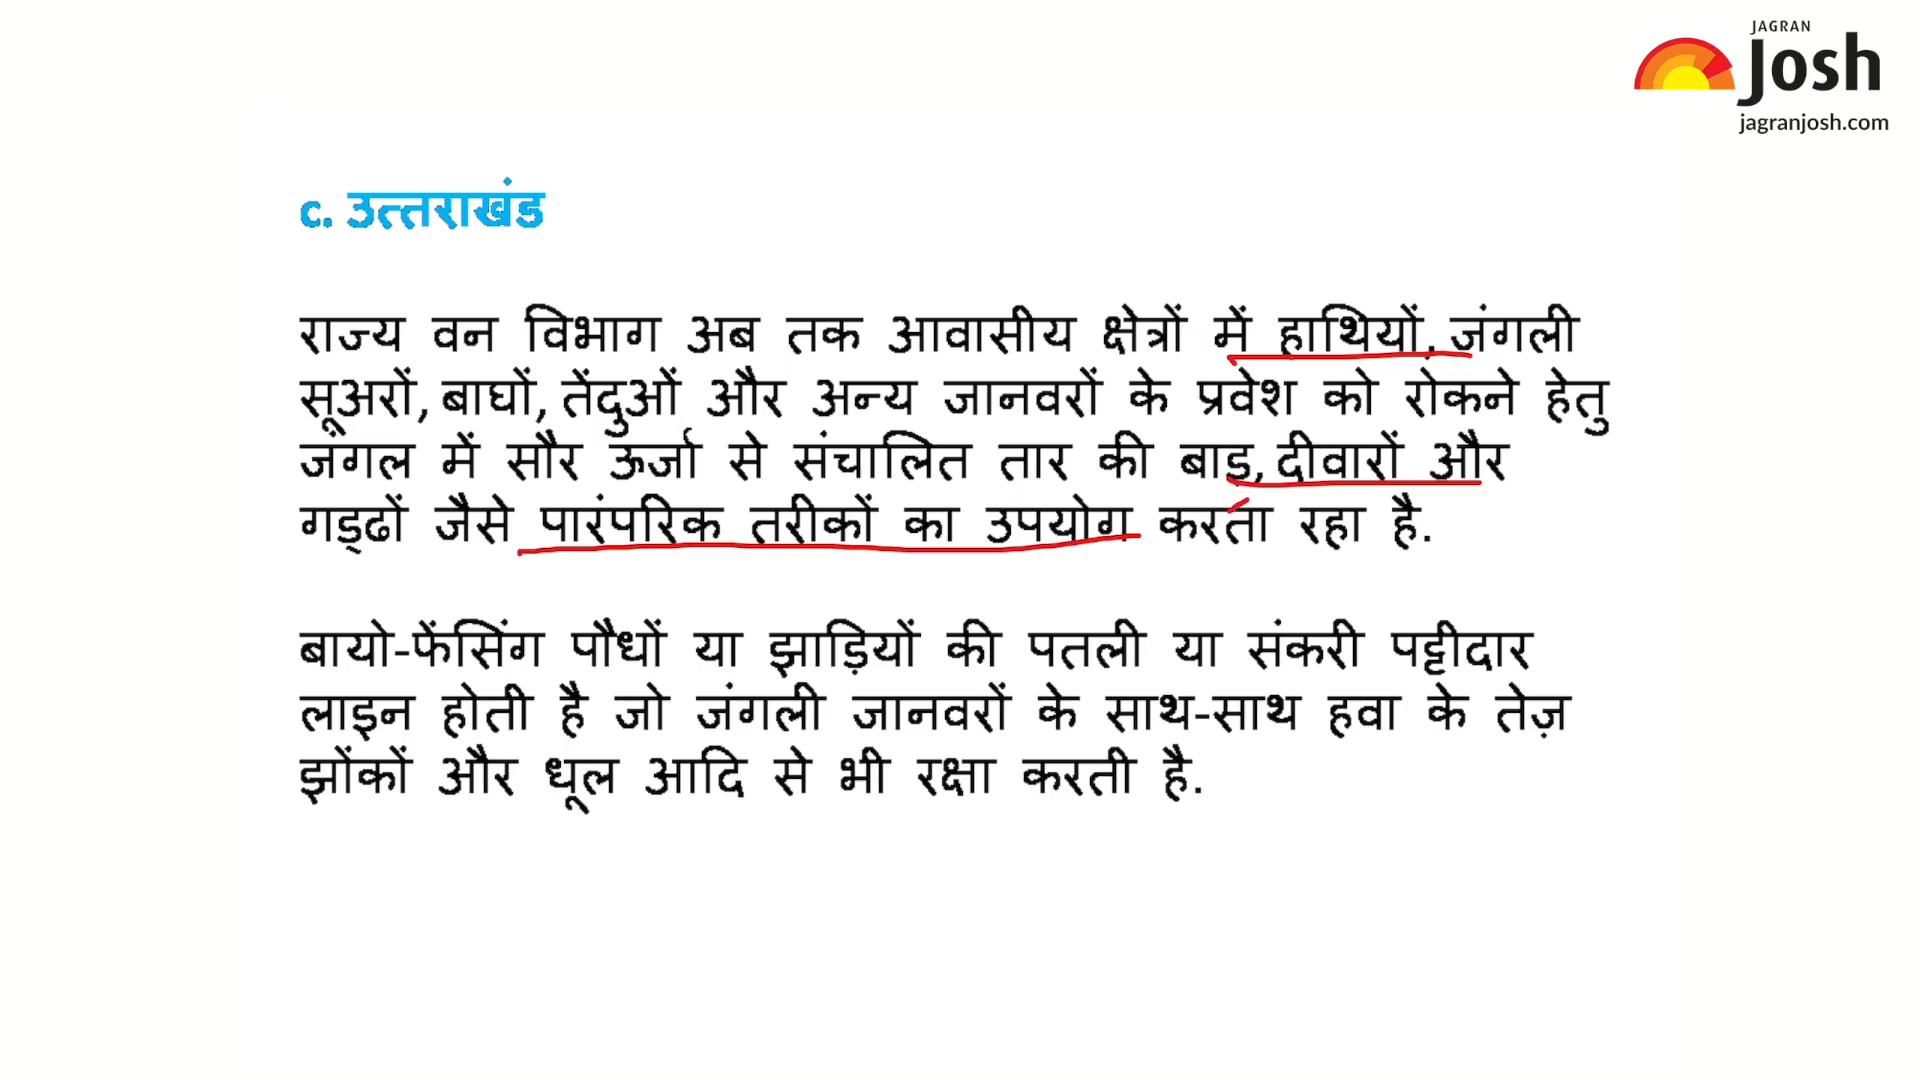 JAGRAN
Josh
jagranjosh.com
c. उत्तराखंड
राज्य वन विभाग अब तक आवासीय क्षेत्रों में हाथियों, जंगली
सूअरों, बाघों, तेंदुओं और अन्य जानवरों के प्रवेश को रोकने हेतु
जंगल में सौर ऊर्जा से संचालित तार की बाड़, दीवारों और
गड्ढों जैसे पारंपरिक तरीकों का उपयोग करता रहा है.
बायो-फेंसिंग पौधों या झाड़ियों की पतली या संकरी पट्टीदार
लाइन होती है जो जंगली जानवरों के साथ-साथ हवा के तेज़
झोंकों और धूल आदि से भी रक्षा करती है.